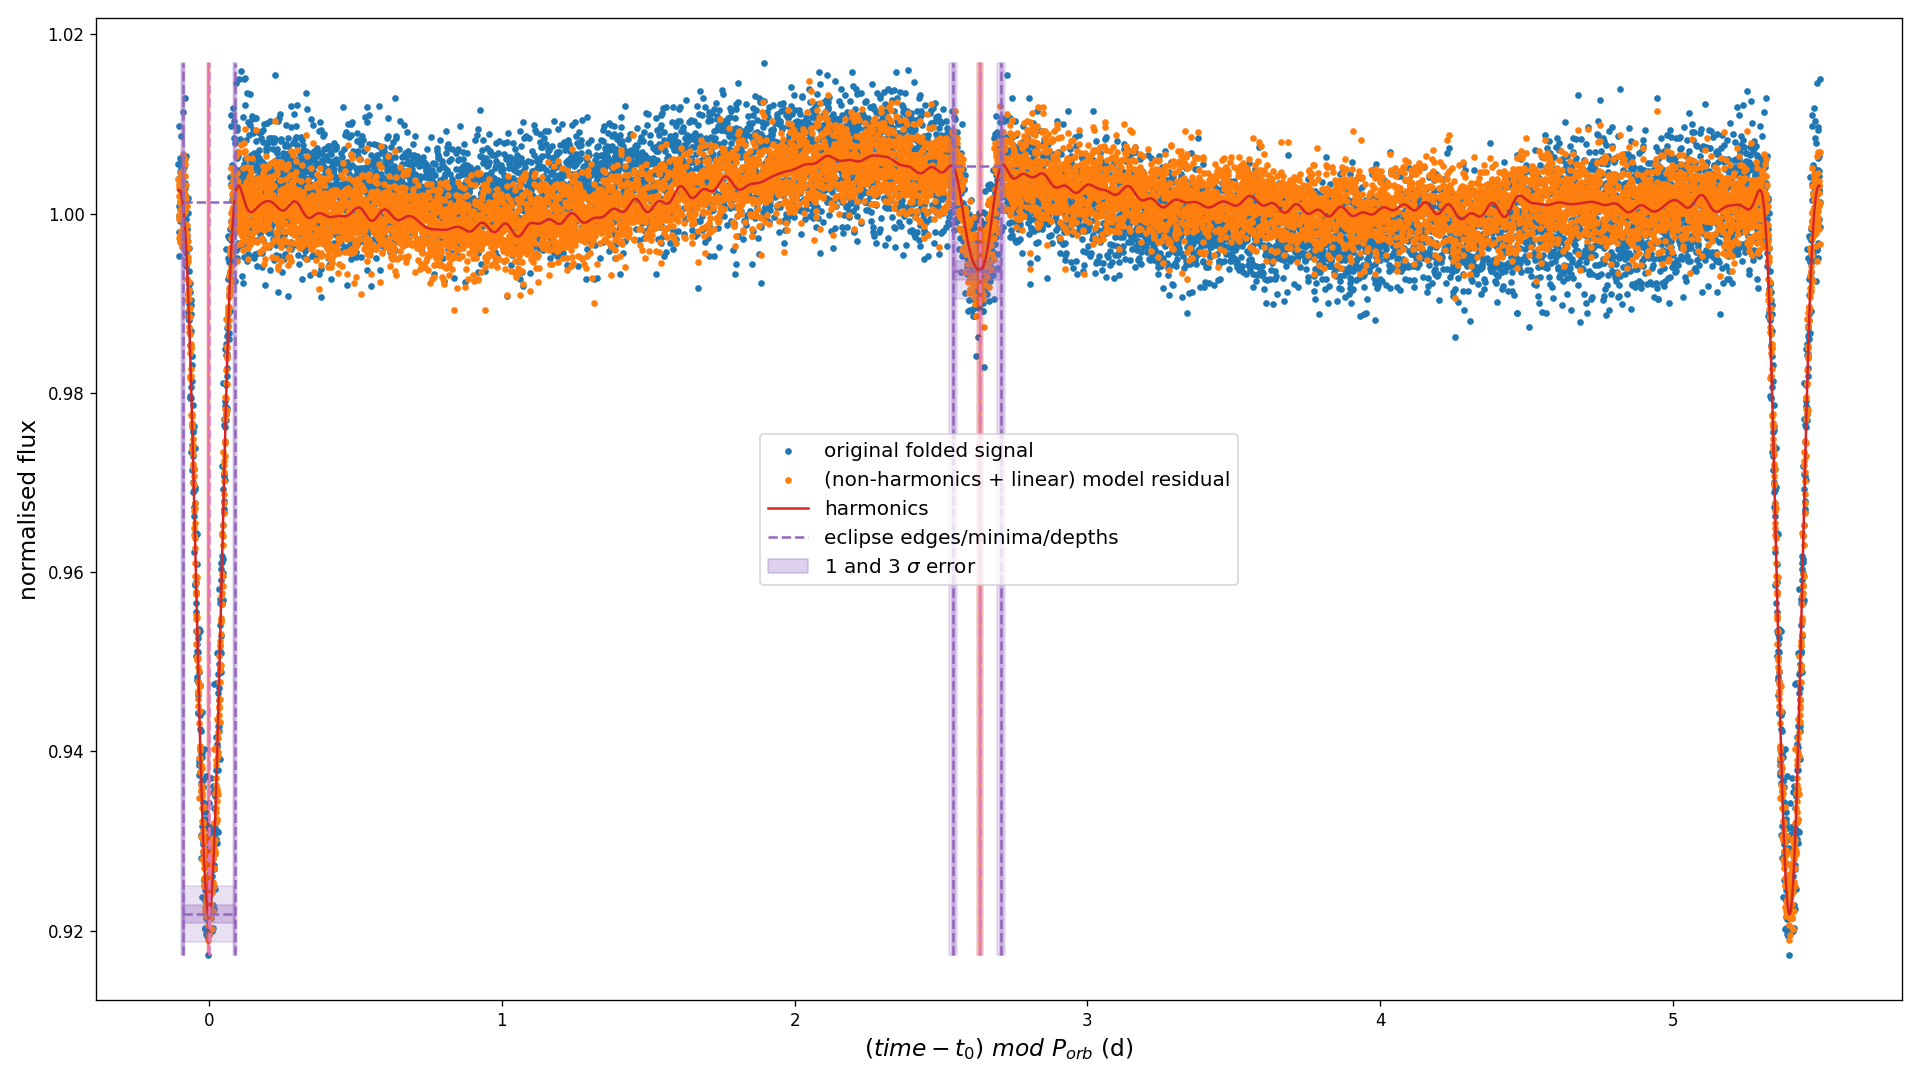 1.02
1.00
0.98
0.96
0.94
0.92
normalised flux
original folded signal
(non-harmonics + linear) model residual
harmonics
eclipse edges/minima/depths
1 and 3 σ error
0 1 2 3 4 5
(time − t₀) mod Pₒᵣb (d)